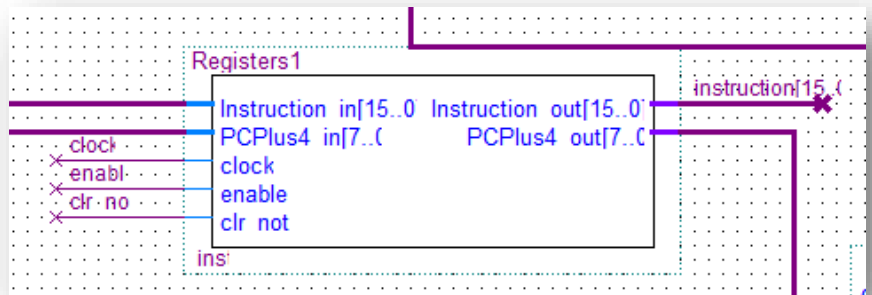 Registers1
Instruction in[15..0] Instruction out[15..0]
instruction[15..(
PCPlus4 in[7..( PCPlus4 out[7..0
clock
clock
enabl
enable
clr no
clr not
ins